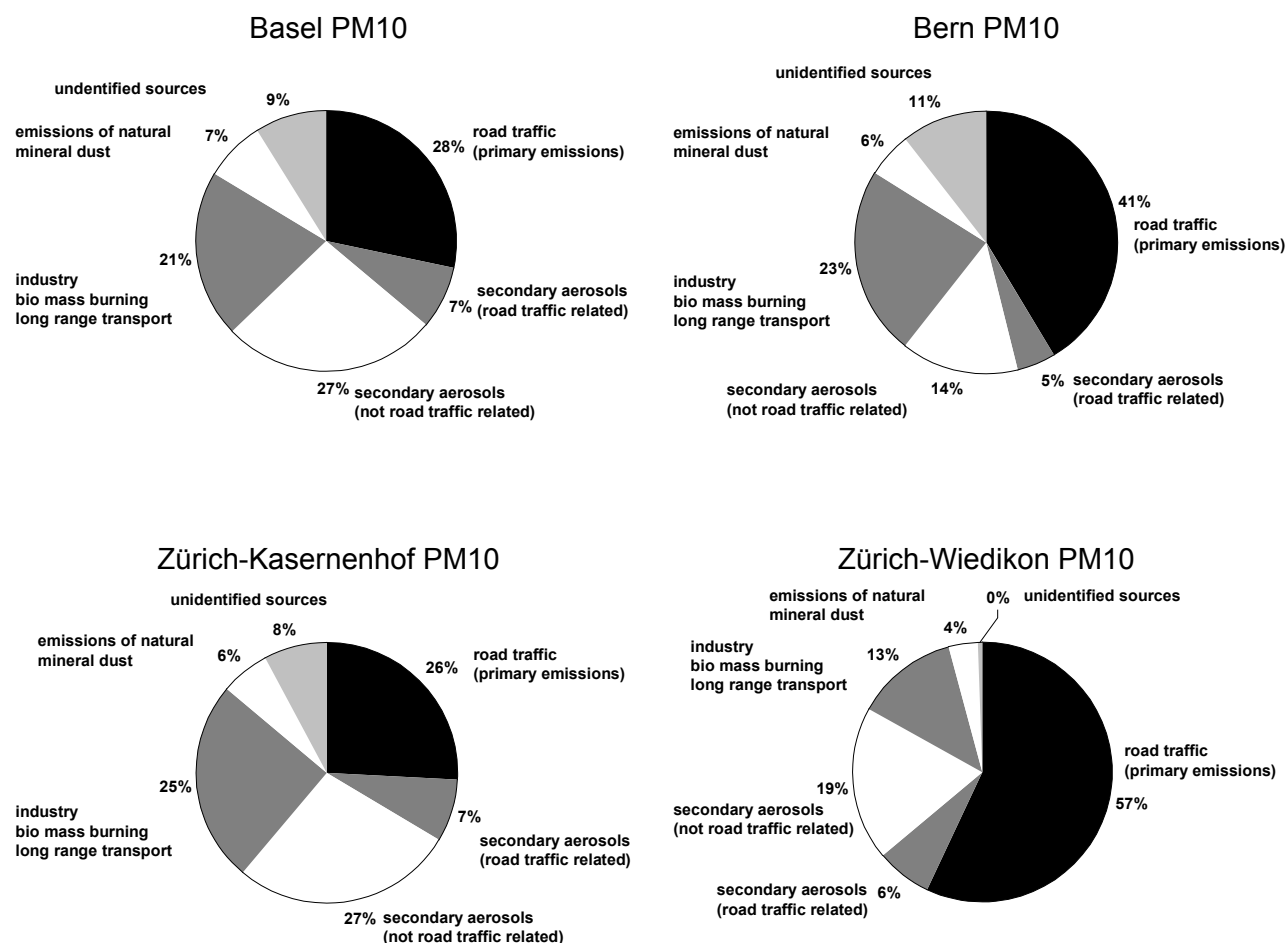 Basel PM10
undentified sources
9%
emissions of natural
mineral dust
7%
road traffic
(primary emissions)
28%
industry
bio mass burning
long range transport
21%
secondary aerosols
(road traffic related)
7%
27%
secondary aerosols
(not road traffic related)
Bern PM10
unidentified sources
11%
emissions of natural
mineral dust
6%
41%
road traffic
(primary emissions)
industry
bio mass burning
long range transport
23%
secondary aerosols
(not road traffic related)
14%
5%
secondary aerosols
(road traffic related)
Zürich-Kasernenhof PM10
unidentified sources
8%
emissions of natural
mineral dust
6%
26%
road traffic
(primary emissions)
industry
bio mass burning
long range transport
25%
7%
secondary aerosols
(road traffic related)
27%
secondary aerosols
(not road traffic related)
Zürich-Wiedikon PM10
emissions of natural
mineral dust
4%
0%
unidentified sources
industry
bio mass burning
long range transport
13%
road traffic
(primary emissions)
57%
19%
secondary aerosols
(not road traffic related)
secondary aerosols
(road traffic related)
6%